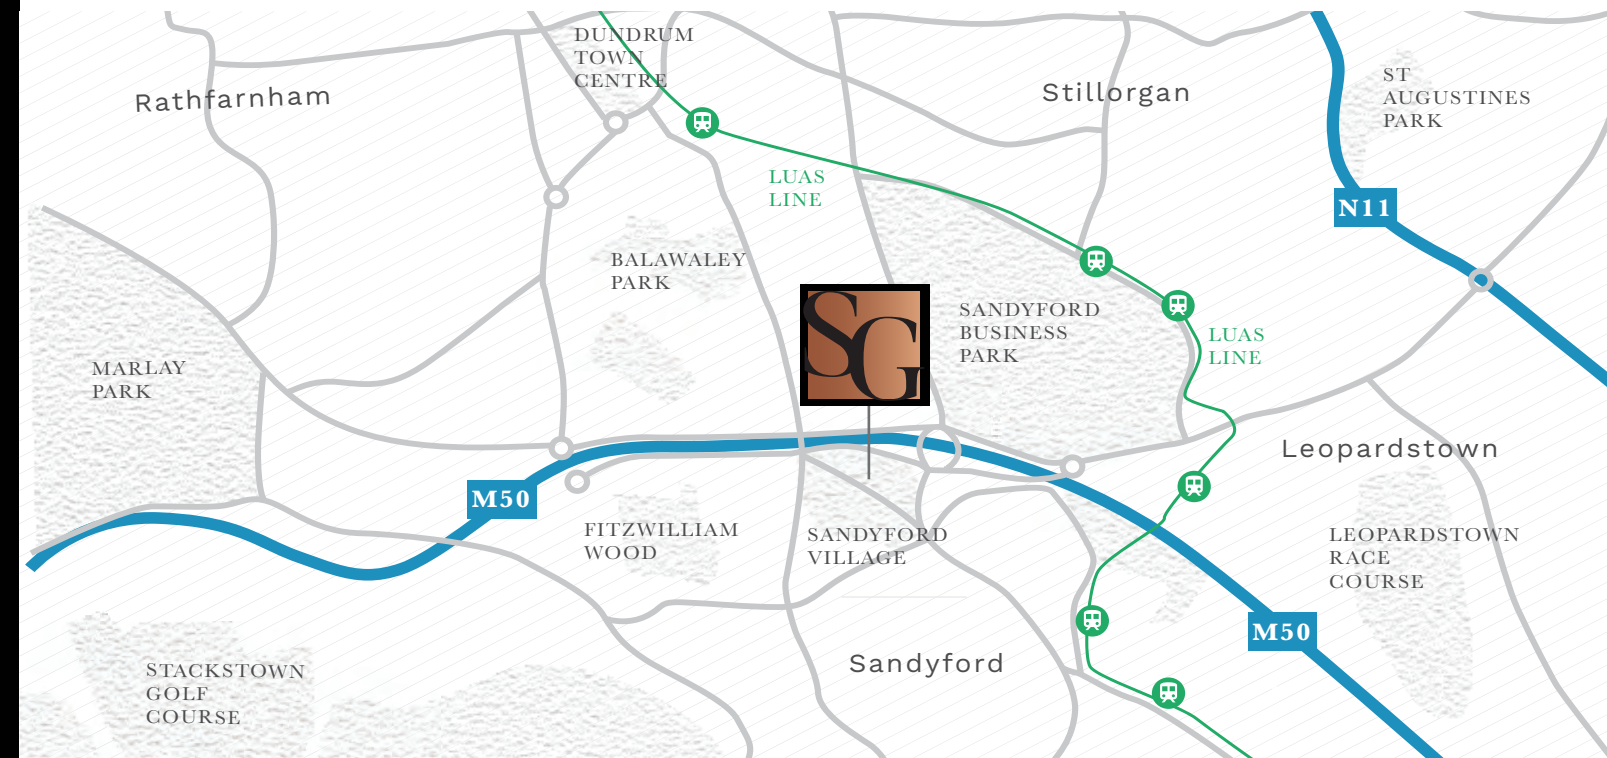 DUNDRUM
TOWN
CENTRE
Rathfarnham
Stillorgan
ST
AUGUSTINES
PARK
LUAS
LINE
N11
BALAWALEY
PARK
SG
SANDYFORD
BUSINESS
PARK
LUAS
LINE
MARLAY
PARK
Leopardstown
M50
FITZWILLIAM
WOOD
SANDYFORD
VILLAGE
LEOPARDSTOWN
RACE
COURSE
M50
Sandyford
STACKSTOWN
GOLF
COURSE